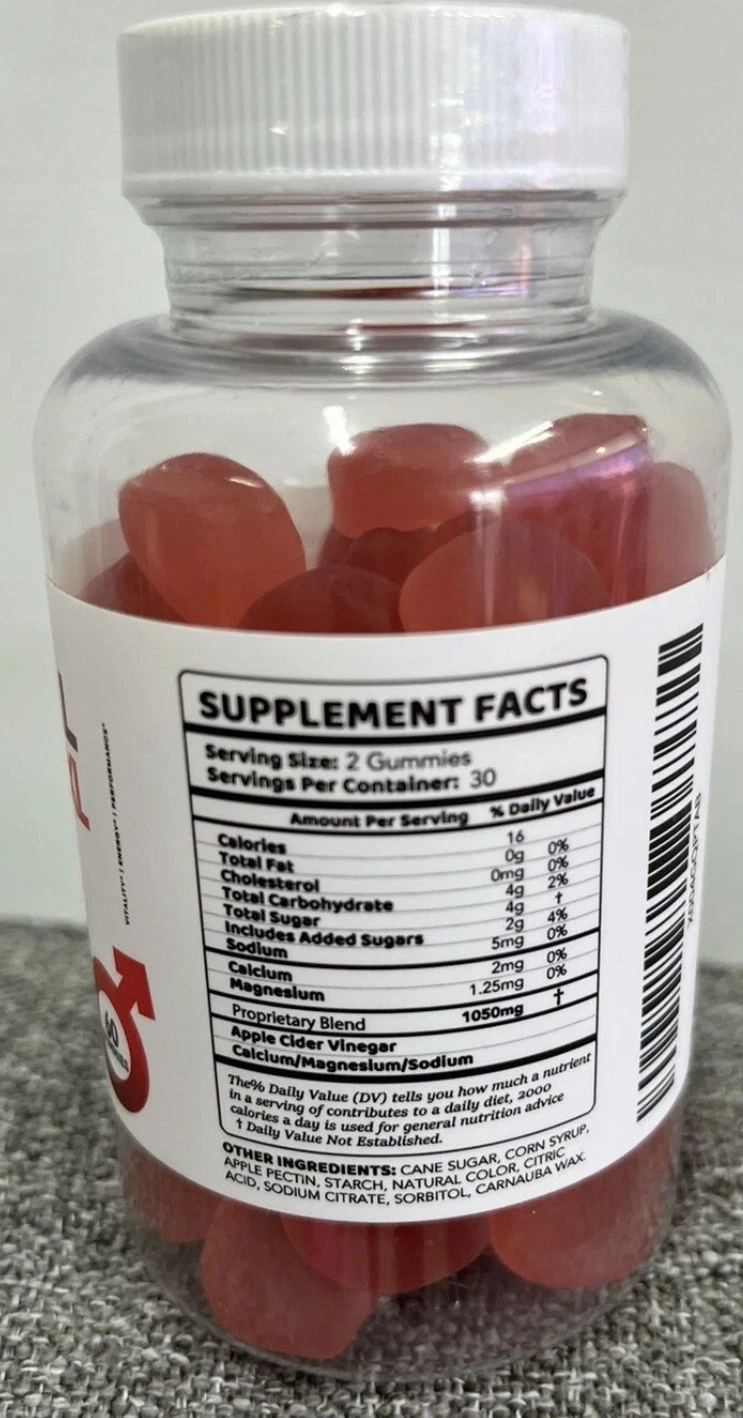 SUPPLEMENT FACTS
Serving Size: 2 Gummies
Servings Per Container: 30
Amount Per Serving % Daily Value
Calories 16
Total Fat 0g 0%
Cholesterol 0mg 0%
Total Carbohydrate 4g 2%
Total Sugar 4g †
Includes Added Sugars 2g 4%
Sodium 5mg 0%
Calcium 2mg 0%
Magnesium 1.25mg 0%
Proprietary Blend 1050mg †
Apple Cider Vinegar
Calcium/Magnesium/Sodium
The% Daily Value (DV) tells you how much a nutrient
in a serving of contributes to a daily diet, 2000
calories a day is used for general nutrition advice
† Daily Value Not Established.
OTHER INGREDIENTS: CANE SUGAR, CORN SYRUP,
APPLE PECTIN, STARCH, NATURAL COLOR, CITRIC
ACID, SODIUM CITRATE, SORBITOL, CARNAUBA WAX.
VITALITY* | ENERGY* | PERFORMANCE*
60